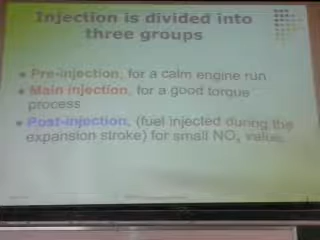 Injection is divided into
three groups
Pre-injection, for a calm engine run
Main injection, for a good torque
process
Post-injection, (fuel injected during the
expansion stroke) for small NOx value.